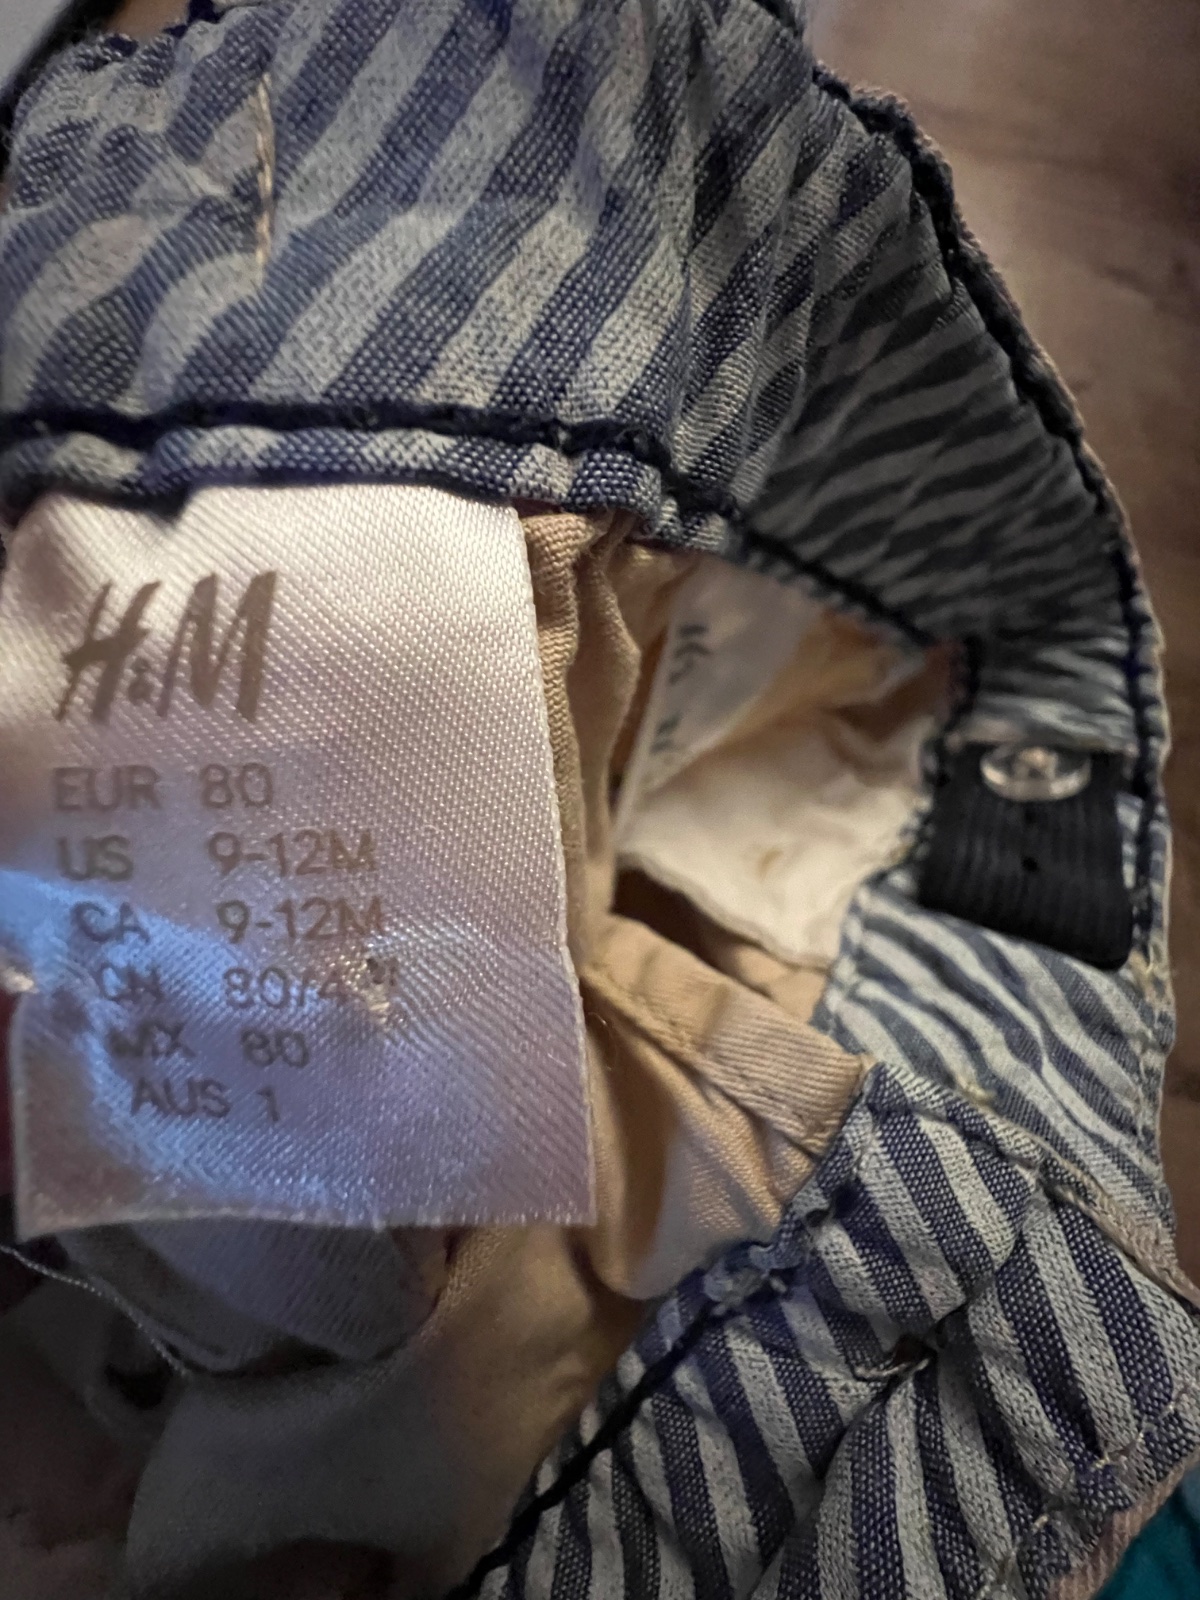 H&M
EUR 80
US 9-12M
CA 9-12M
CN 80/48
MX 80
AUS 1